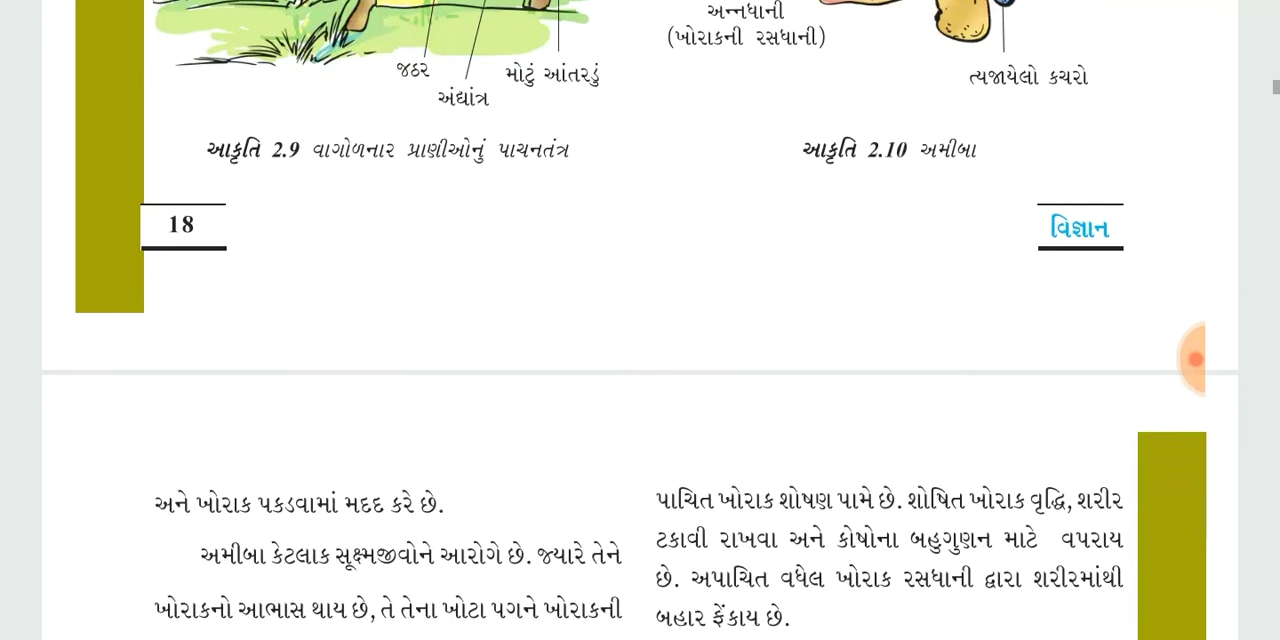 જઠર
અંધાંત્ર
મોટું આંતરડું
આકૃતિ 2.9 વાગોળનાર પ્રાણીઓનું પાચનતંત્ર
અન્નધાની
(ખોરાકની રસધાની)
ત્યજાયેલો કચરો
આકૃતિ 2.10 અમીબા
18
વિજ્ઞાન
અને ખોરાક પકડવામાં મદદ કરે છે.
અમીબા કેટલાક સૂક્ષ્મજીવોને આરોગે છે. જ્યારે તેને
ખોરાકનો આભાસ થાય છે, તે તેના ખોટા પગને ખોરાકની
પાચિત ખોરાક શોષણ પામે છે. શોષિત ખોરાક વૃદ્ધિ, શરીર
ટકાવી રાખવા અને કોષોના બહુગુણન માટે વપરાય
છે. અપાચિત વધેલ ખોરાક રસધાની દ્વારા શરીરમાંથી
બહાર ફેંકાય છે.